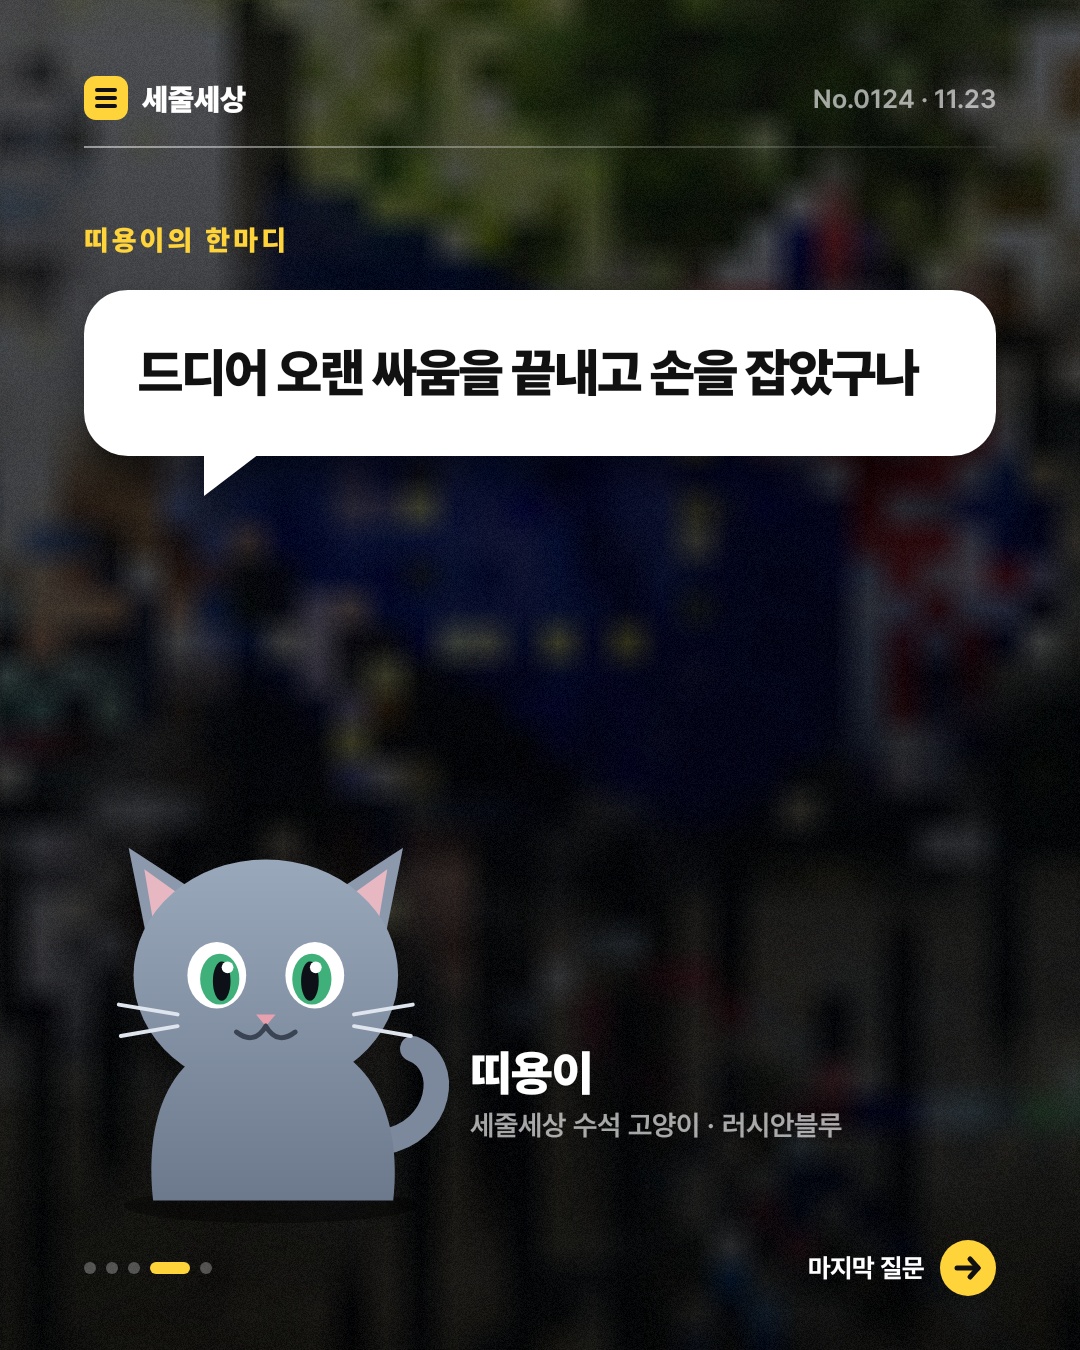 세줄세상
No.0124 · 11.23
띠용이의 한마디
드디어 오랜 싸움을 끝내고 손을 잡았구나
띠용이
세줄세상 수석 고양이 · 러시안블루
마지막 질문